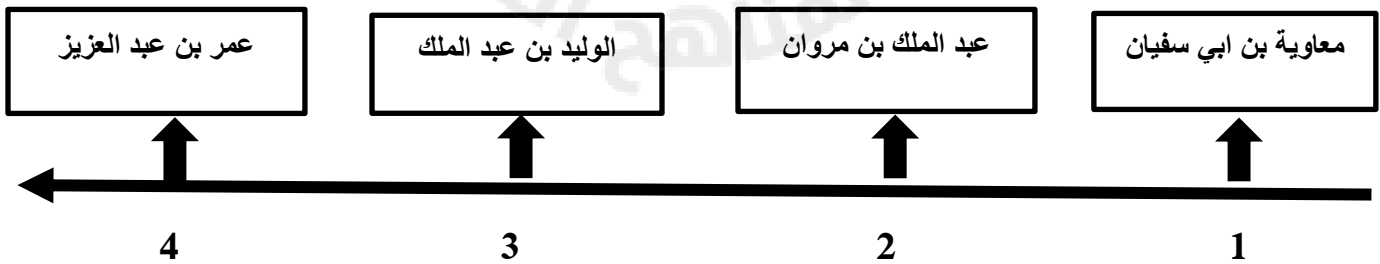 معاوية بن ابي سفيان
عبد الملك بن مروان
الوليد بن عبد الملك
عمر بن عبد العزيز
1
2
3
4